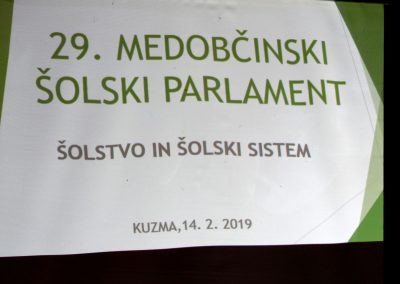 29. MEDOBČINSKI
ŠOLSKI PARLAMENT
ŠOLSTVO IN ŠOLSKI SISTEM
KUZMA,14. 2. 2019